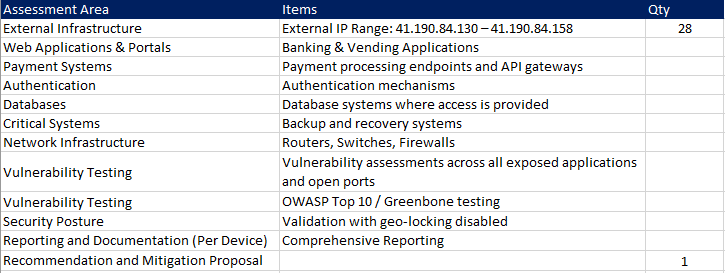 Assessment Area Items Qty
External Infrastructure External IP Range: 41.190.84.130 – 41.190.84.158 28
Web Applications & Portals Banking & Vending Applications
Payment Systems Payment processing endpoints and API gateways
Authentication Authentication mechanisms
Databases Database systems where access is provided
Critical Systems Backup and recovery systems
Network Infrastructure Routers, Switches, Firewalls
Vulnerability Testing Vulnerability assessments across all exposed applications
and open ports
Vulnerability Testing OWASP Top 10 / Greenbone testing
Security Posture Validation with geo-locking disabled
Reporting and Documentation (Per Device) Comprehensive Reporting
Recommendation and Mitigation Proposal 1